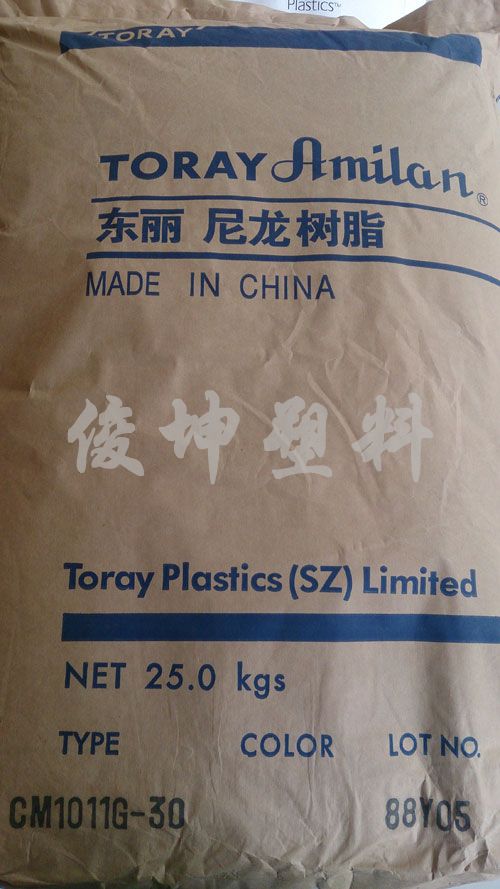 Plastics™
TORAY
TORAY Amilan®
东丽 尼龙树脂
MADE IN CHINA
俊坤塑料
Toray Plastics (SZ) Limited
NET 25.0 kgs
TYPE COLOR LOT NO.
CM1011G-30 88Y05